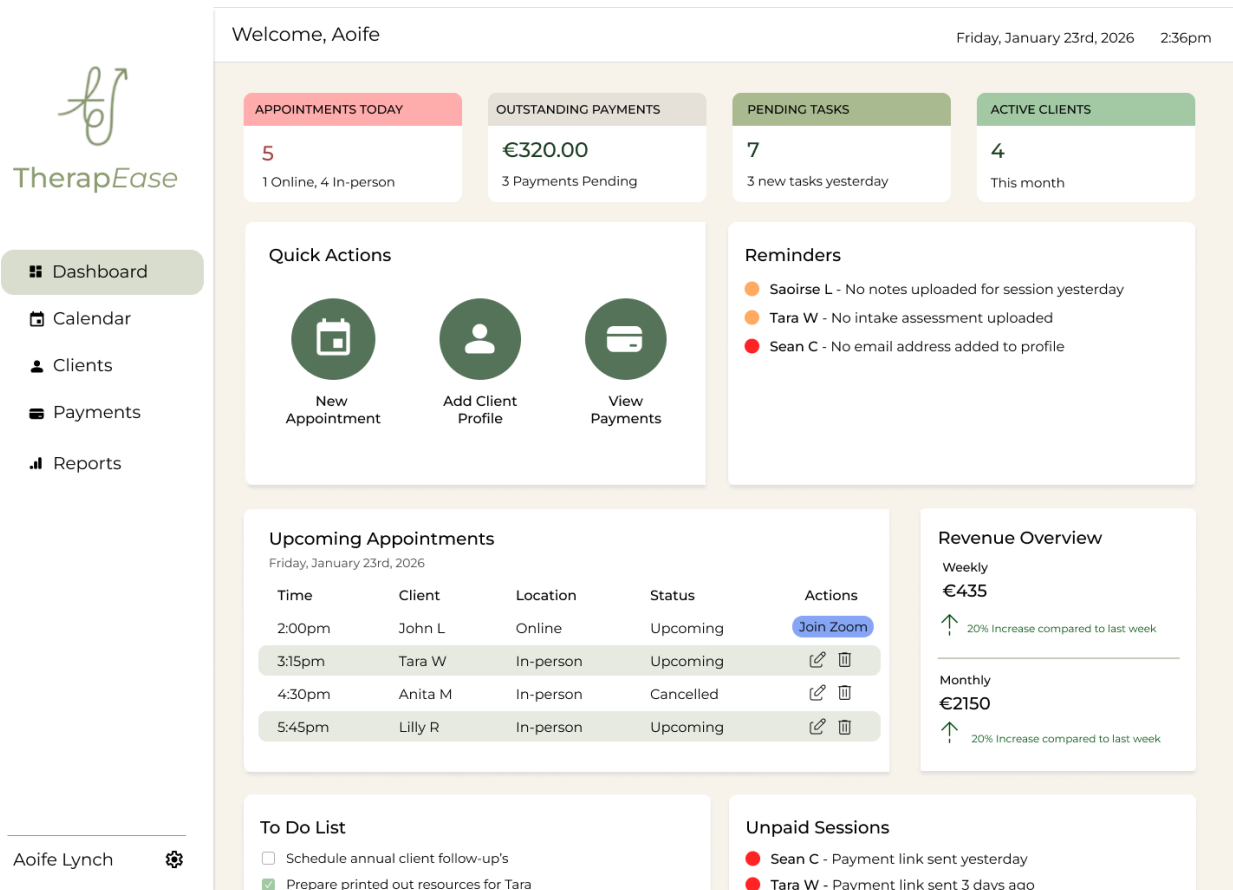 Welcome, Aoife
Friday, January 23rd, 2026 2:36pm
TherapEase
Dashboard
Calendar
Clients
Payments
Reports
Aoife Lynch
APPOINTMENTS TODAY
5
1 Online, 4 In-person
OUTSTANDING PAYMENTS
€320.00
3 Payments Pending
PENDING TASKS
7
3 new tasks yesterday
ACTIVE CLIENTS
4
This month
Quick Actions
New
Appointment
Add Client
Profile
View
Payments
Reminders
Saoirse L - No notes uploaded for session yesterday
Tara W - No intake assessment uploaded
Sean C - No email address added to profile
Upcoming Appointments
Friday, January 23rd, 2026
Time Client Location Status Actions
2:00pm John L Online Upcoming Join Zoom
3:15pm Tara W In-person Upcoming
4:30pm Anita M In-person Cancelled
5:45pm Lilly R In-person Upcoming
Revenue Overview
Weekly
€435
20% Increase compared to last week
Monthly
€2150
20% Increase compared to last week
To Do List
Schedule annual client follow-up's
Prepare printed out resources for Tara
Unpaid Sessions
Sean C - Payment link sent yesterday
Tara W - Payment link sent 3 days ago